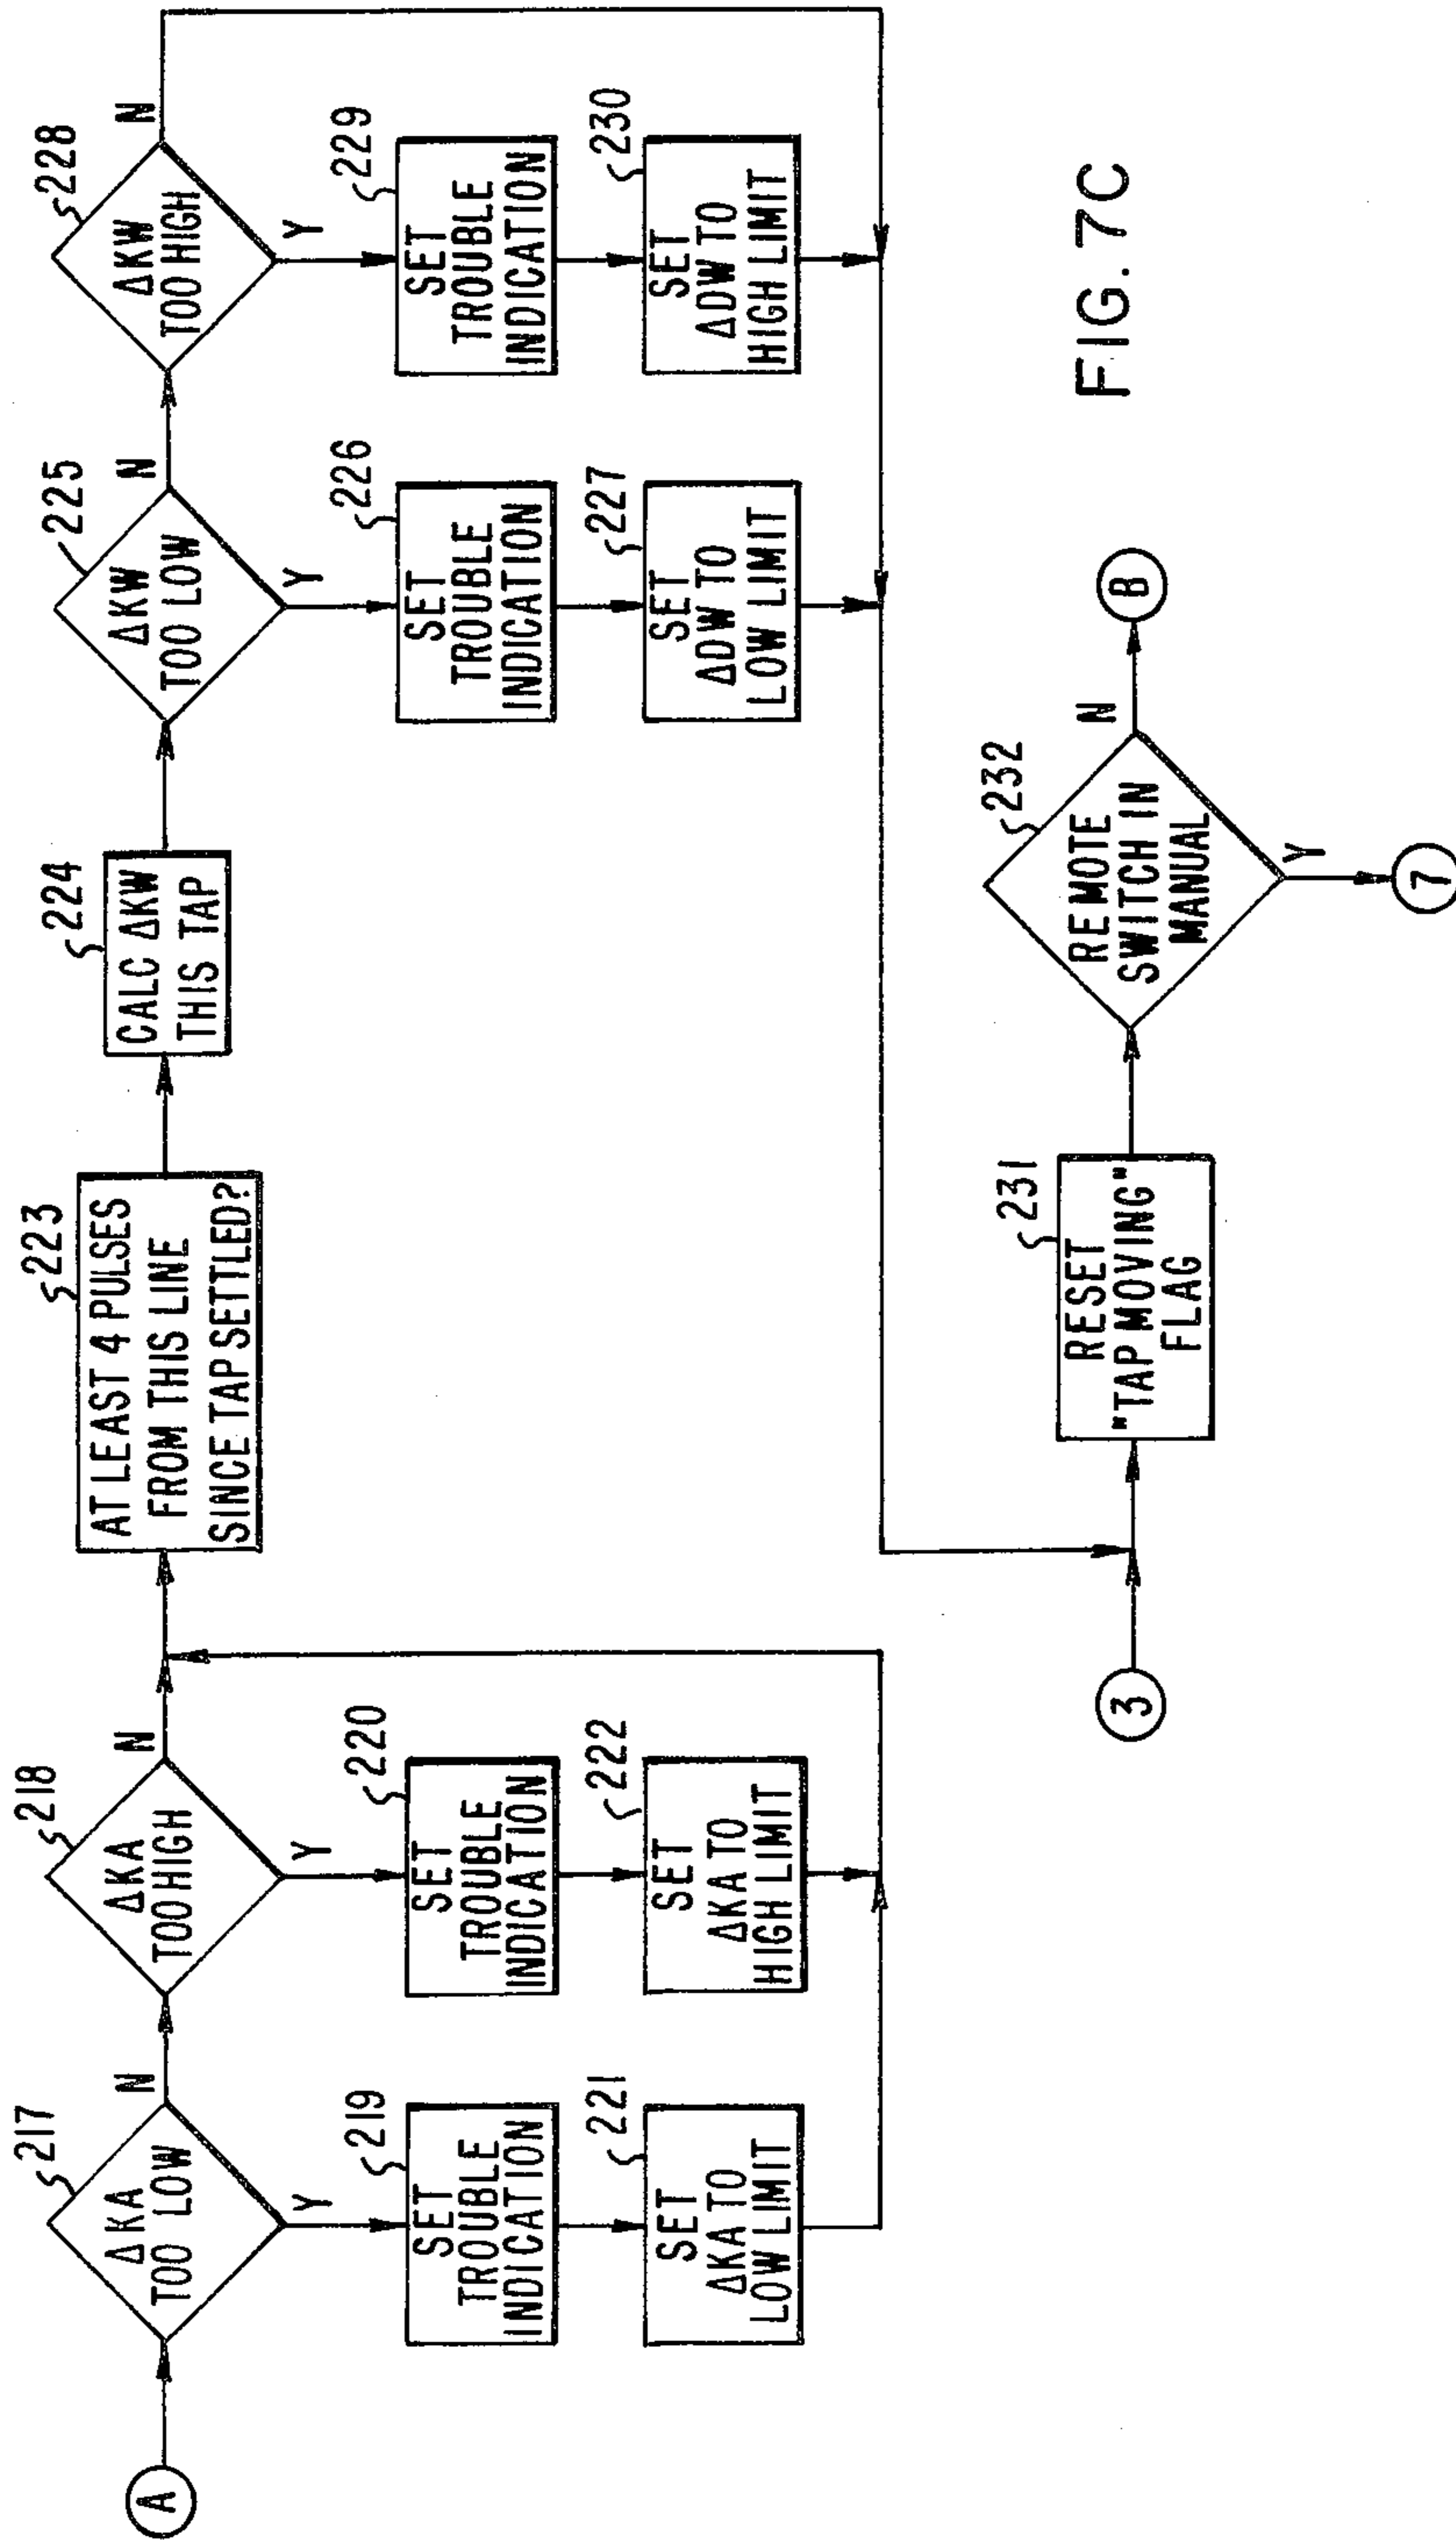 A
217
Δ KA
TOO LOW
N
Y
219
SET
TROUBLE
INDICATION
221
SET
ΔKA TO
LOW LIMIT
218
ΔKA
TOO HIGH
N
Y
220
SET
TROUBLE
INDICATION
222
SET
ΔKA TO
HIGH LIMIT
223
AT LEAST 4 PULSES
FROM THIS LINE
SINCE TAP SETTLED?
224
CALC ΔKW
THIS TAP
225
ΔKW
TOO LOW
N
Y
226
SET
TROUBLE
INDICATION
227
SET
ΔDW TO
LOW LIMIT
228
ΔKW
TOO HIGH
N
Y
229
SET
TROUBLE
INDICATION
230
SET
ΔDW TO
HIGH LIMIT
3
231
RESET
"TAP MOVING"
FLAG
232
REMOTE
SWITCH IN
MANUAL
N
B
Y
7
FIG. 7C